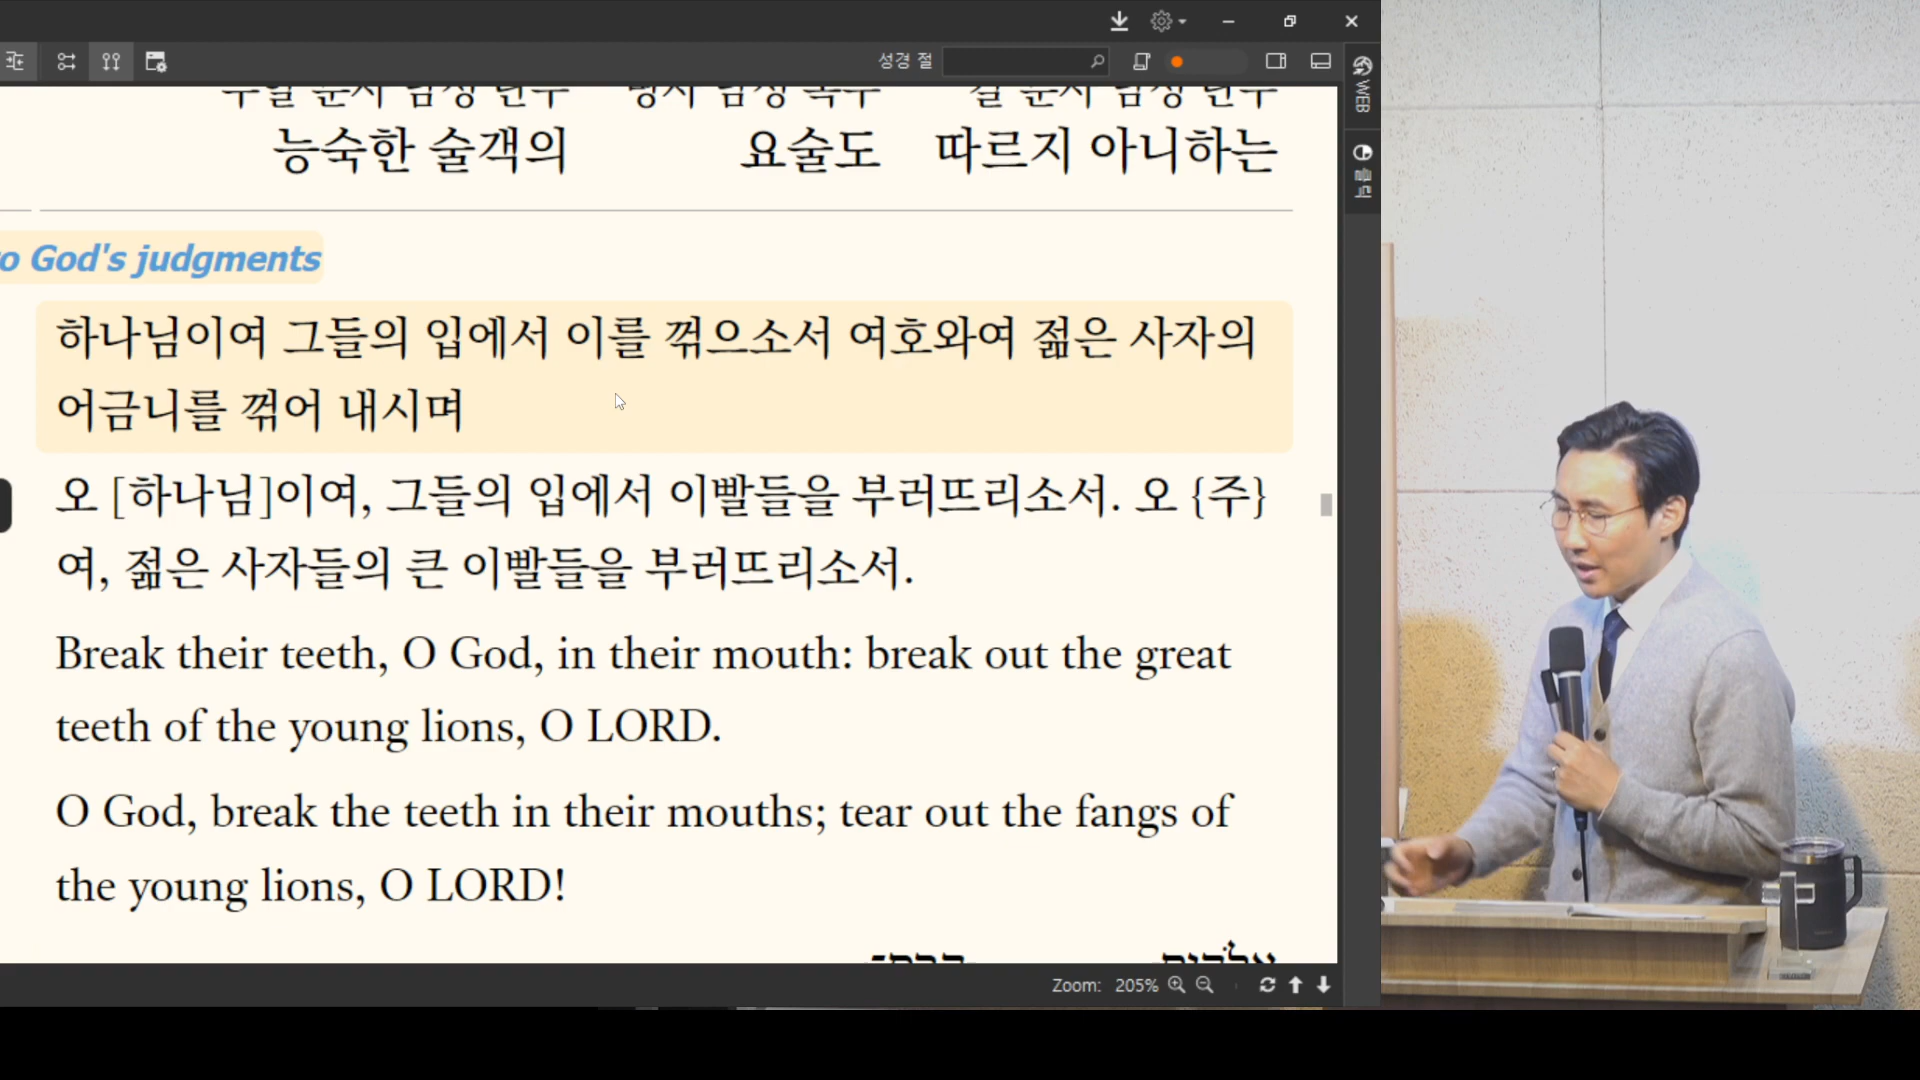 성경 절
WEB
클릭
능숙한 술객의 요술도 따르지 아니하는
o God's judgments
하나님이여 그들의 입에서 이를 꺾으소서 여호와여 젊은 사자의
어금니를 꺾어 내시며
오 [하나님]이여, 그들의 입에서 이빨들을 부러뜨리소서. 오 {주}
여, 젊은 사자들의 큰 이빨들을 부러뜨리소서.
Break their teeth, O God, in their mouth: break out the great
teeth of the young lions, O LORD.
O God, break the teeth in their mouths; tear out the fangs of
the young lions, O LORD!
Zoom: 205%